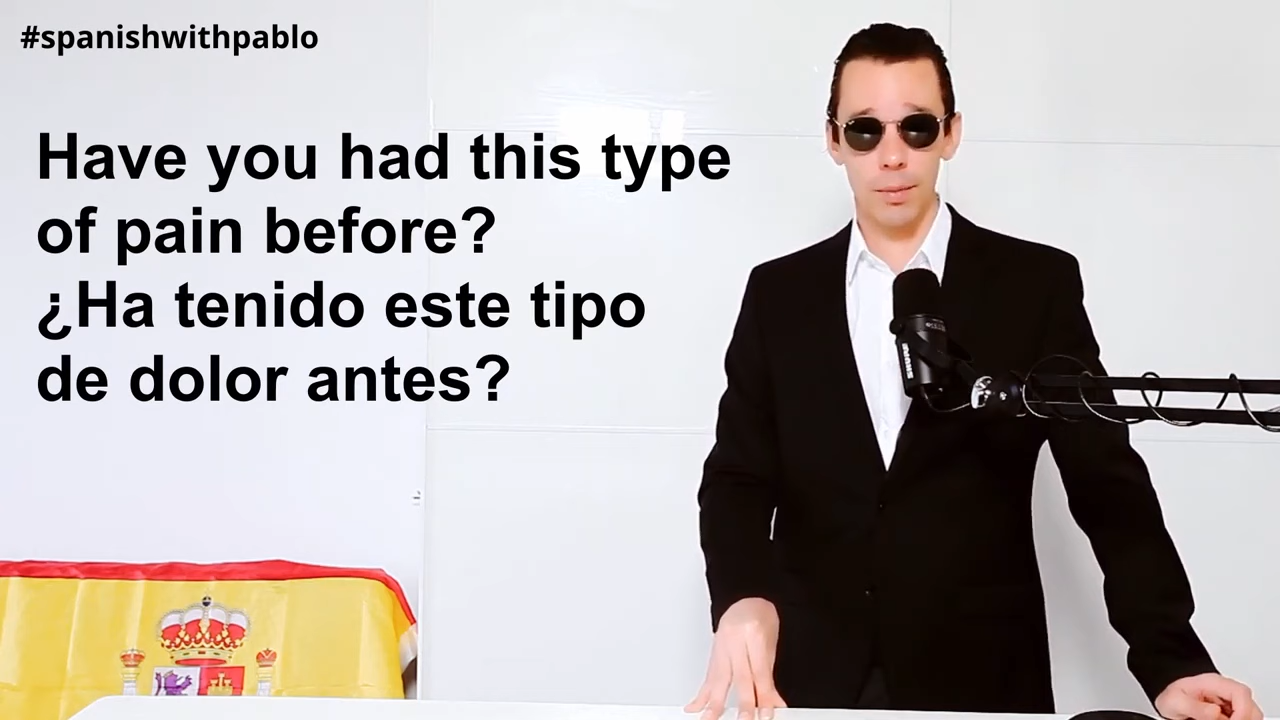 #spanishwithpablo
Have you had this type
of pain before?
¿Ha tenido este tipo
de dolor antes?